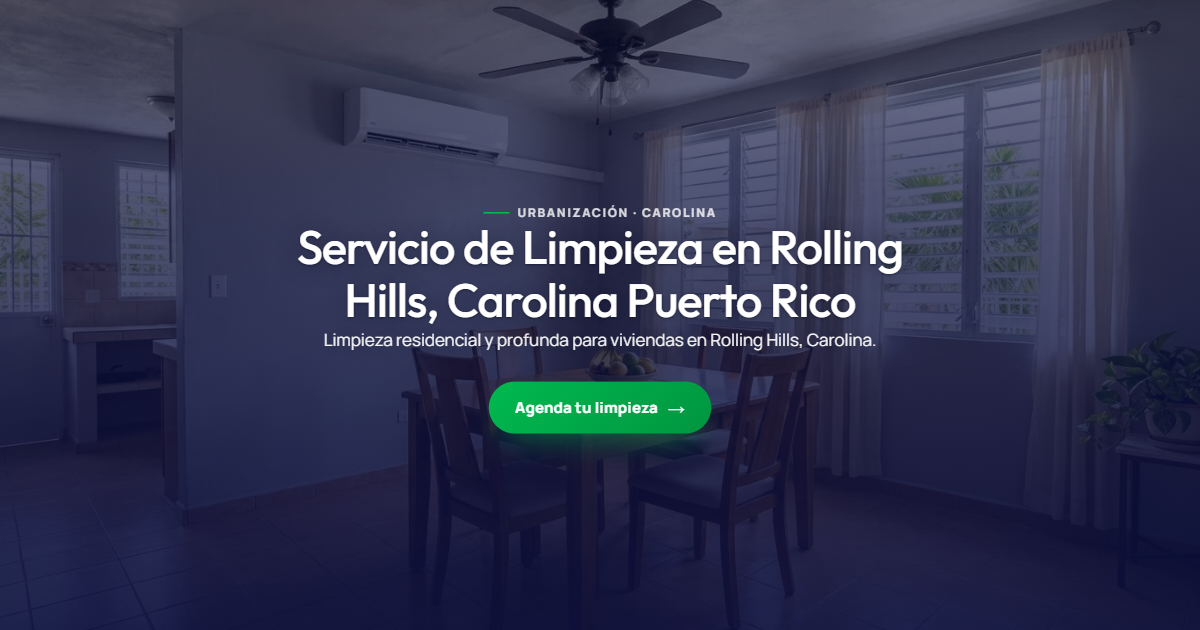 URBANIZACIÓN · CAROLINA
Servicio de Limpieza en Rolling
Hills, Carolina Puerto Rico
Limpieza residencial y profunda para viviendas en Rolling Hills, Carolina.
Agenda tu limpieza →